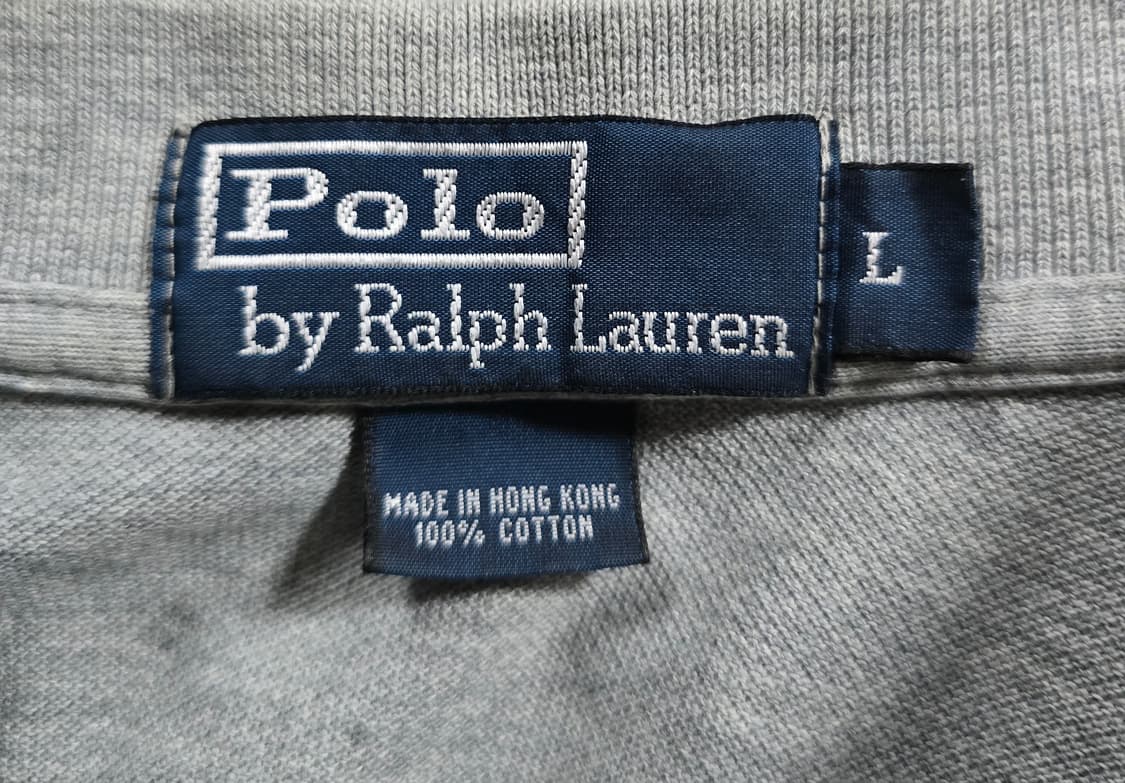 Polo
by Ralph Lauren
L
MADE IN HONG KONG
100% COTTON